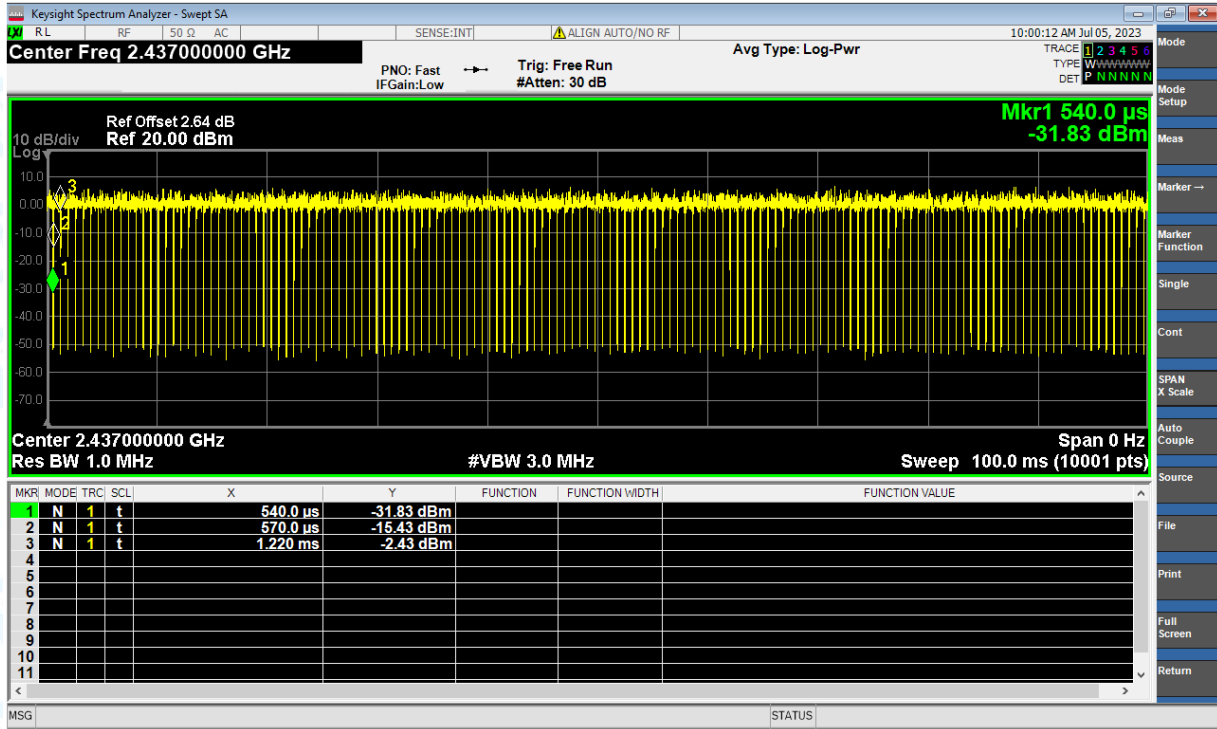 Keysight Spectrum Analyzer - Swept SA
LXI RL RF 50 Ω AC SENSE:INT ALIGN AUTO/NO RF 10:00:12 AM Jul 05, 2023
Center Freq 2.437000000 GHz
PNO: Fast
IFGain:Low
Trig: Free Run
#Atten: 30 dB
Avg Type: Log-Pwr
TRACE 1 2 3 4 5 6
TYPE WWWWWW
DET P N N N N N
Mkr1 540.0 µs
-31.83 dBm
Ref Offset 2.64 dB
10 dB/div Ref 20.00 dBm
Log
10.0
0.00
-10.0
-20.0
-30.0
-40.0
-50.0
-60.0
-70.0
3
2
1
Center 2.437000000 GHz Span 0 Hz
Res BW 1.0 MHz #VBW 3.0 MHz Sweep 100.0 ms (10001 pts)
MKR MODE TRC SCL X Y FUNCTION FUNCTION WIDTH FUNCTION VALUE
1 N 1 t 540.0 µs -31.83 dBm
2 N 1 t 570.0 µs -15.43 dBm
3 N 1 t 1.220 ms -2.43 dBm
4
5
6
7
8
9
10
11
MSG STATUS
Mode
Mode
Setup
Meas
Marker→
Marker
Function
Single
Cont
SPAN
X Scale
Auto
Couple
Source
File
Print
Full
Screen
Return